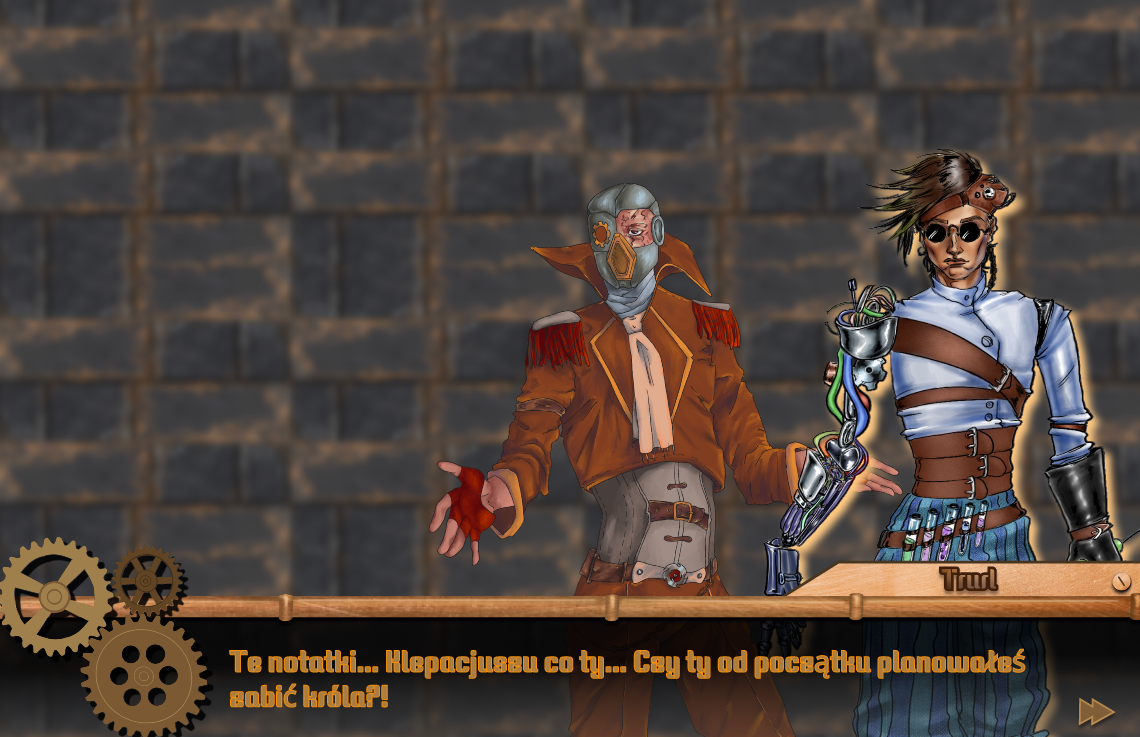 Trurl
Te notatki... Klepacjuszu co ty... Czy ty od początku planowałeś
zabić króla?!